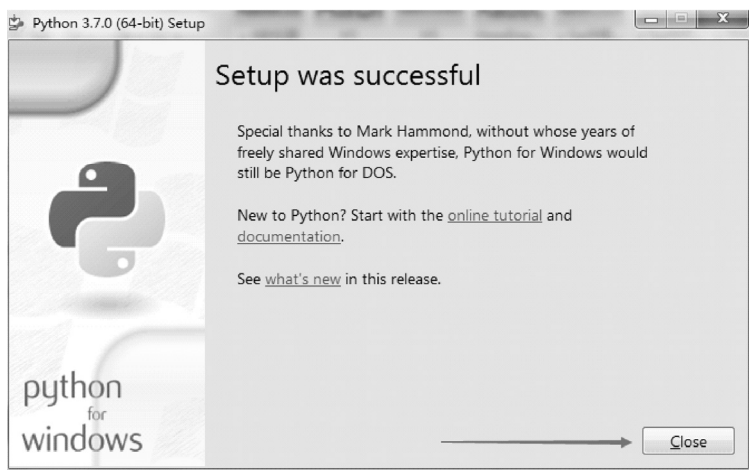 Python 3.7.0 (64-bit) Setup
Setup was successful
Special thanks to Mark Hammond, without whose years of
freely shared Windows expertise, Python for Windows would
still be Python for DOS.
New to Python? Start with the online tutorial and
documentation.
See what's new in this release.
python
for
windows
Close